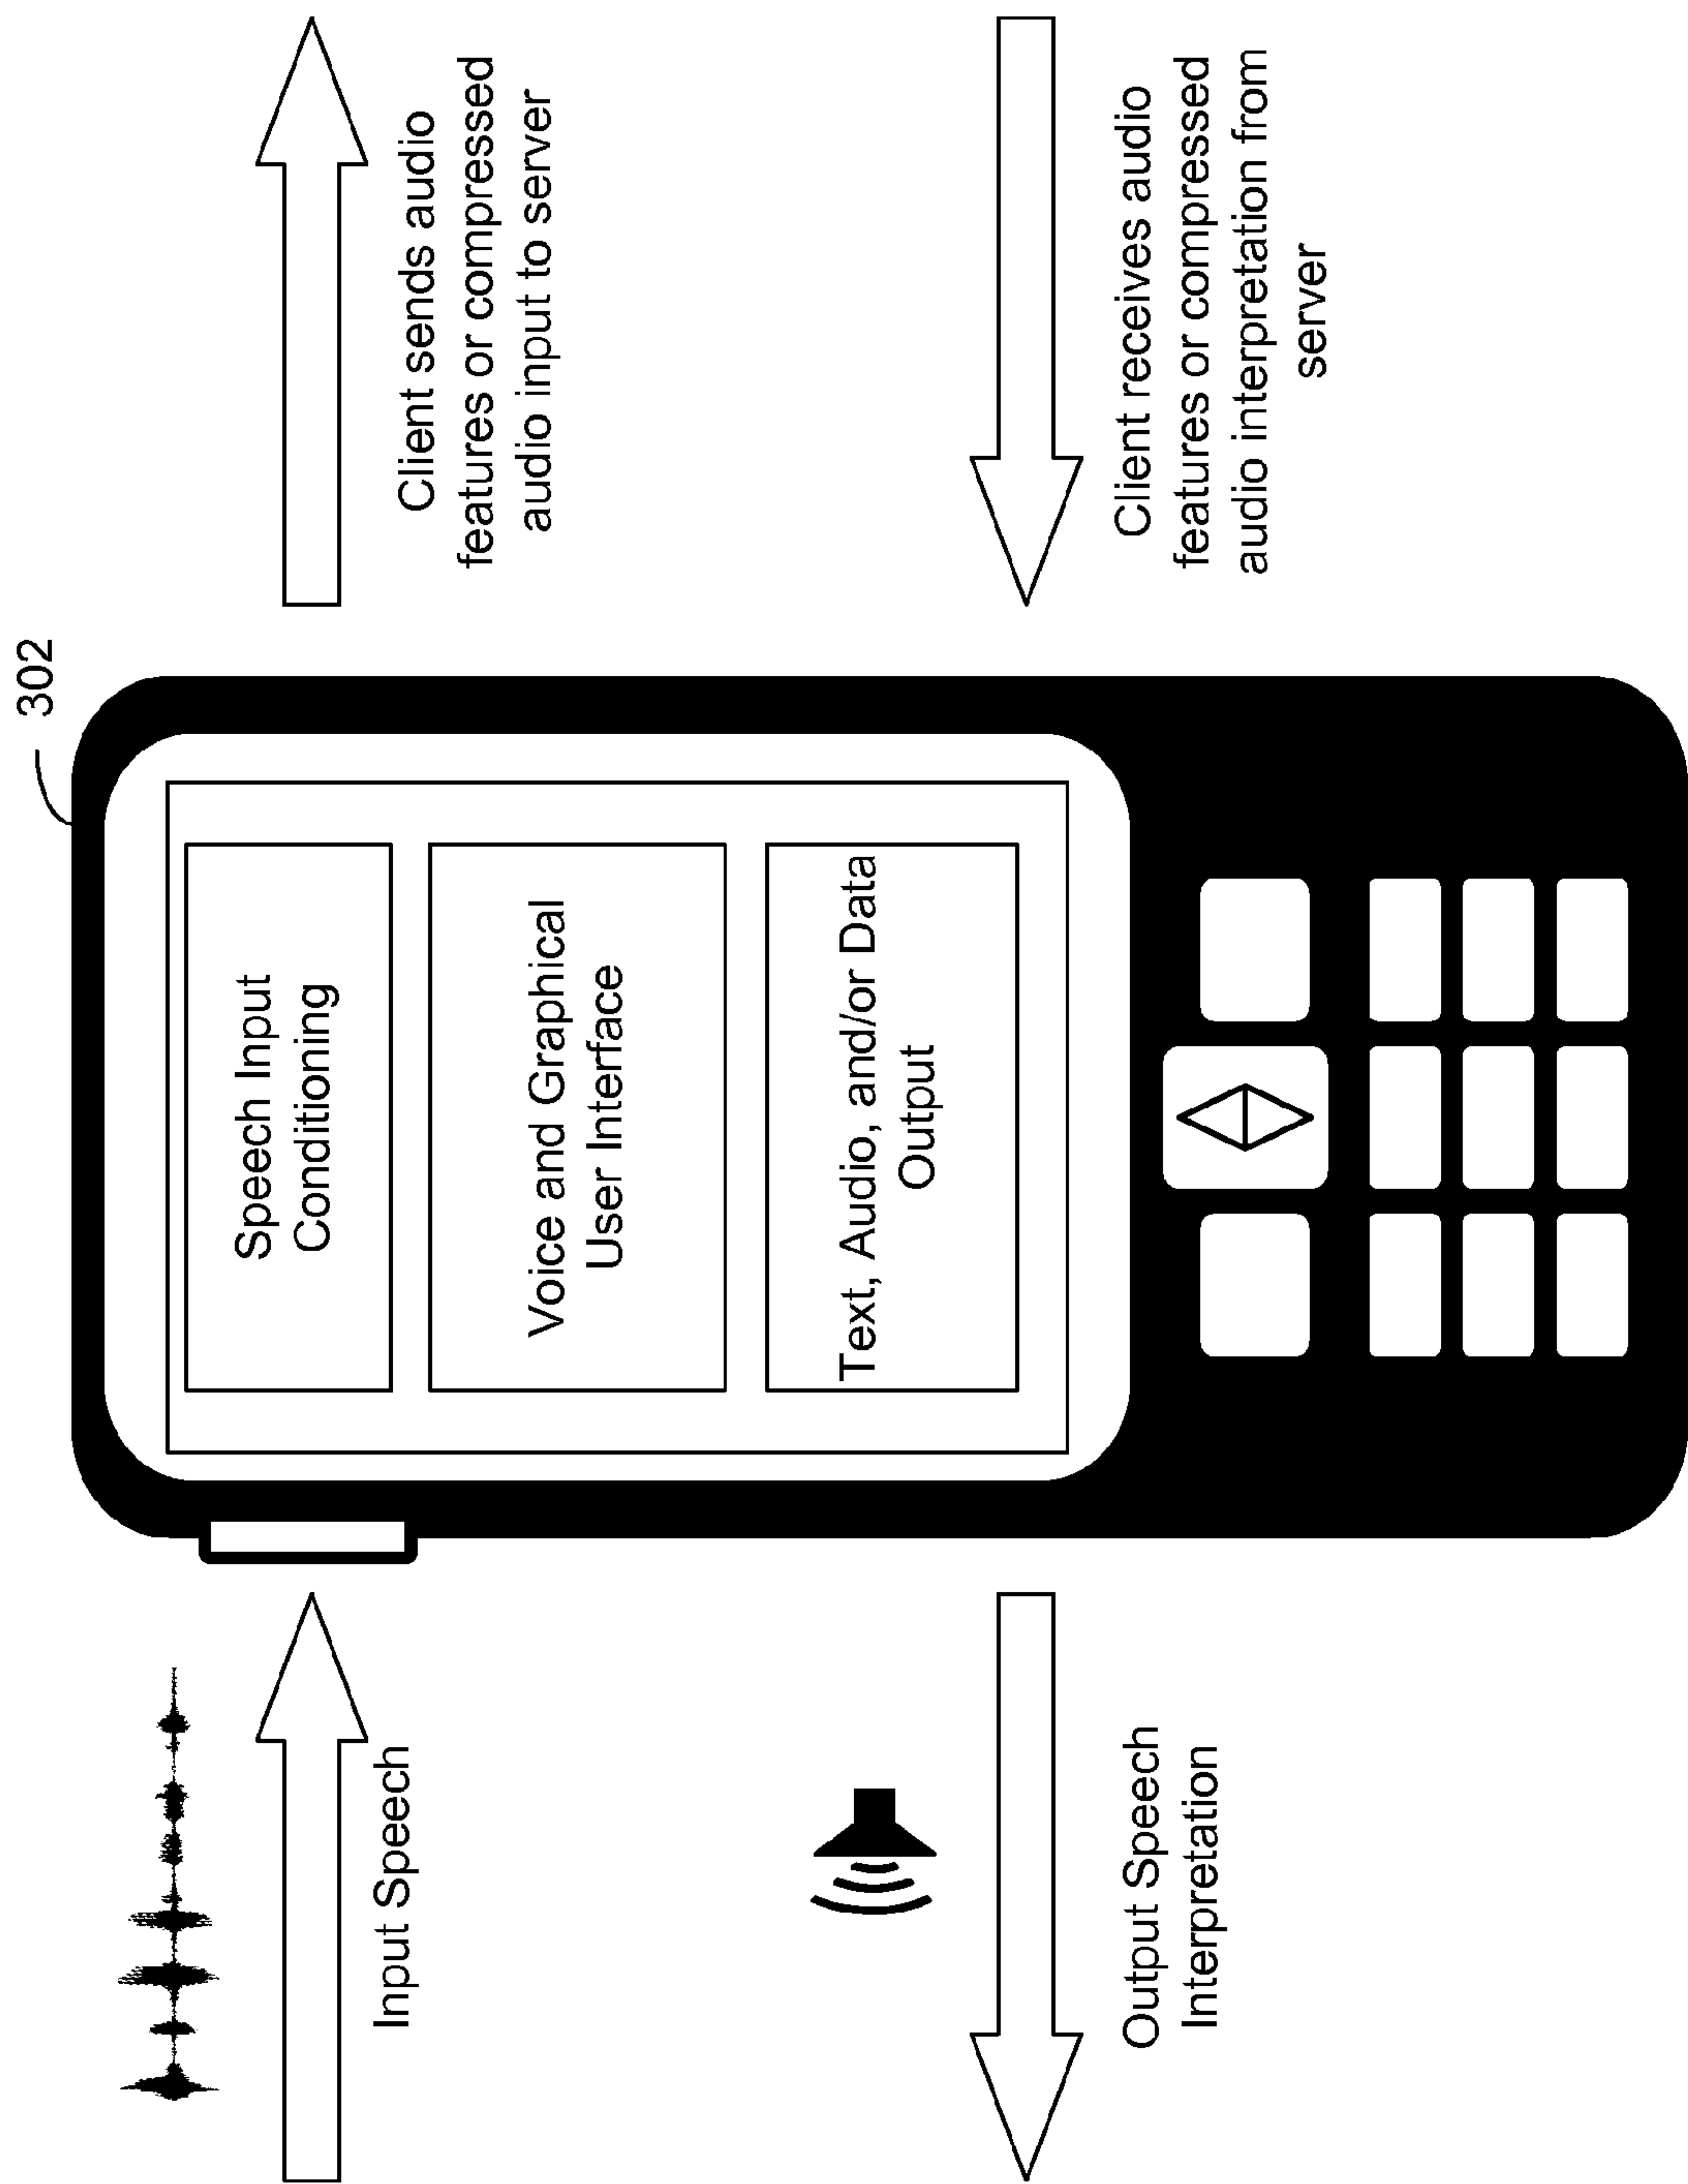 302
Input Speech
Speech Input
Conditioning
Client sends audio
features or compressed
audio input to server
Voice and Graphical
User Interface
Text, Audio, and/or Data
Output
Output Speech
Interpretation
Client receives audio
features or compressed
audio interpretation from
server